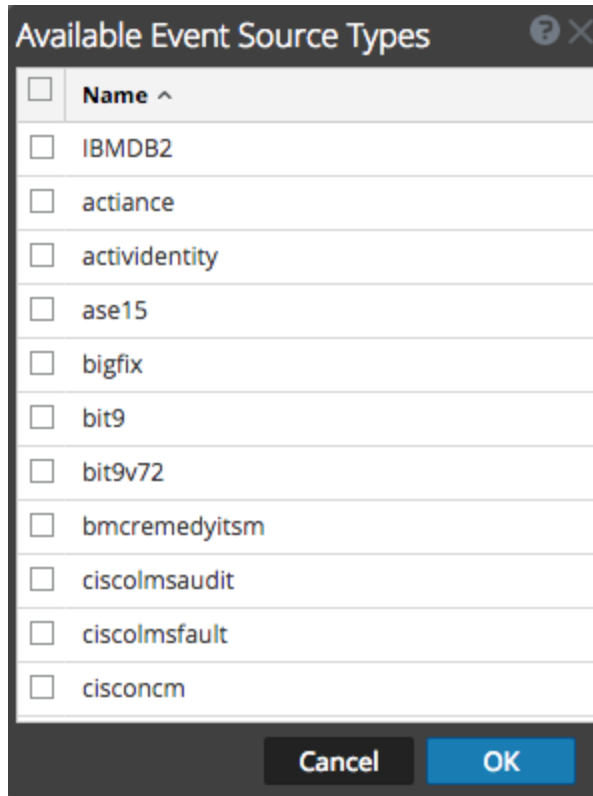 Available Event Source Types
Name
IBMDB2
actiance
actividentity
ase15
bigfix
bit9
bit9v72
bmcremedyitsm
ciscolmsaudit
ciscolmsfault
cisconcm
Cancel OK